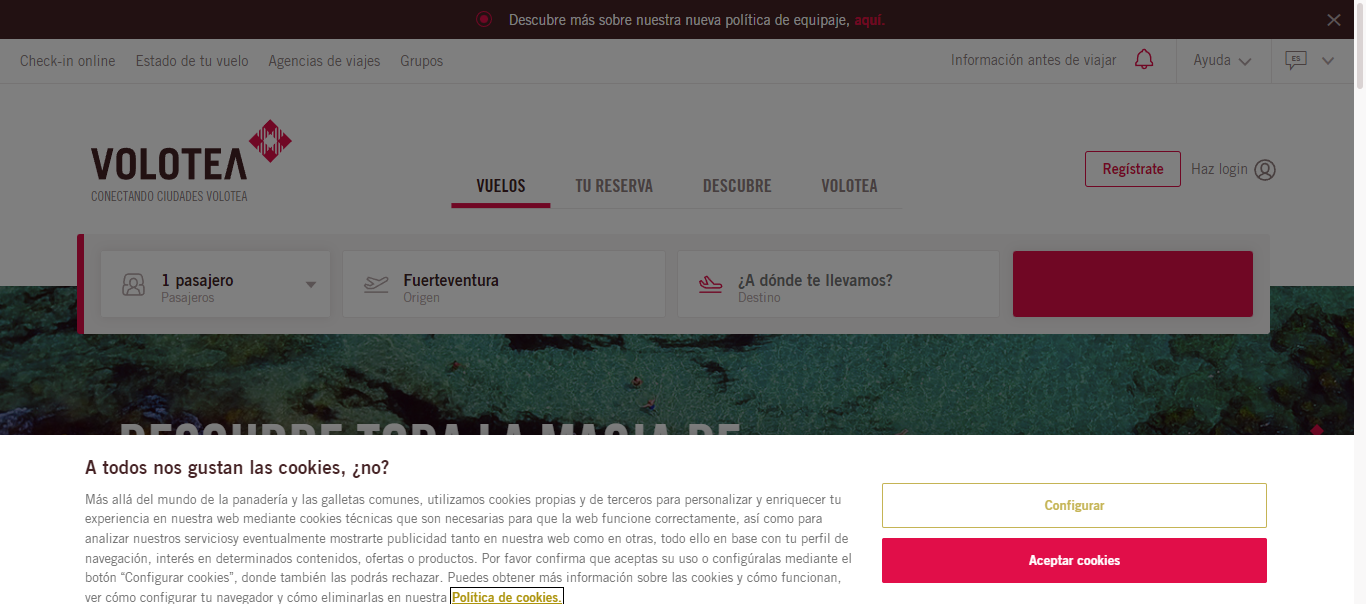 Descubre más sobre nuestra nueva política de equipaje, aquí.
Check-in online Estado de tu vuelo Agencias de viajes Grupos Información antes de viajar Ayuda ES
VOLOTEA
CONECTANDO CIUDADES VOLOTEA
VUELOS TU RESERVA DESCUBRE VOLOTEA
Regístrate Haz login
1 pasajero
Pasajeros
Fuerteventura
Origen
¿A dónde te llevamos?
Destino
DESCUBRE TODA LA MAGIA DE
A todos nos gustan las cookies, ¿no?
Más allá del mundo de la panadería y las galletas comunes, utilizamos cookies propias y de terceros para personalizar y enriquecer tu
experiencia en nuestra web mediante cookies técnicas que son necesarias para que la web funcione correctamente, así como para
analizar nuestros serviciosy eventualmente mostrarte publicidad tanto en nuestra web como en otras, todo ello en base con tu perfil de
navegación, interés en determinados contenidos, ofertas o productos. Por favor confirma que aceptas su uso o configúralas mediante el
botón “Configurar cookies”, donde también las podrás rechazar. Puedes obtener más información sobre las cookies y cómo funcionan,
ver cómo configurar tu navegador y cómo eliminarlas en nuestra Política de cookies.
Configurar
Aceptar cookies